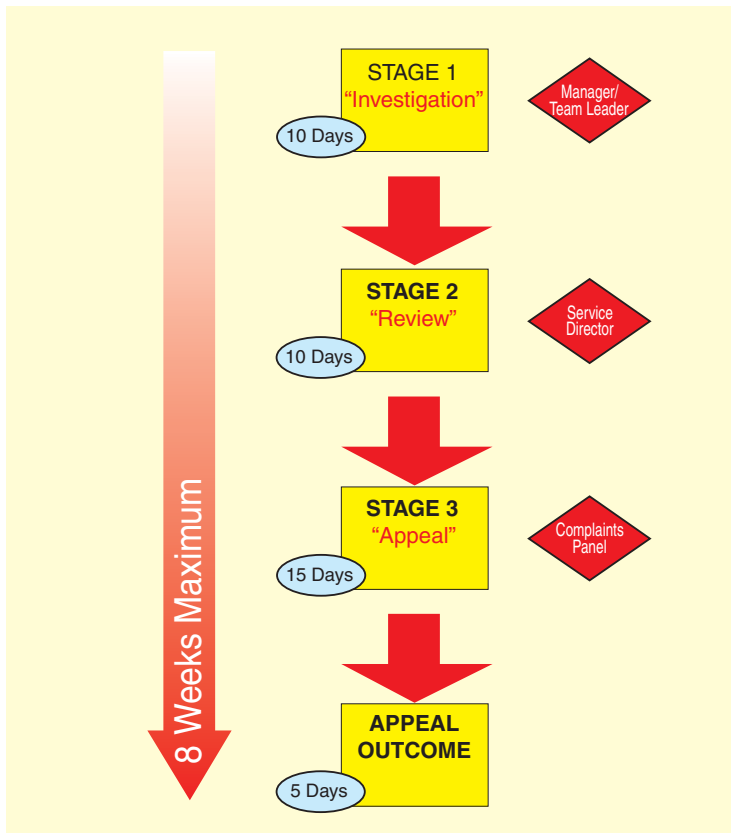 STAGE 1
“Investigation”
10 Days
Manager/
Team Leader
STAGE 2
“Review”
10 Days
Service
Director
STAGE 3
“Appeal”
15 Days
Complaints
Panel
APPEAL
OUTCOME
5 Days
8 Weeks Maximum